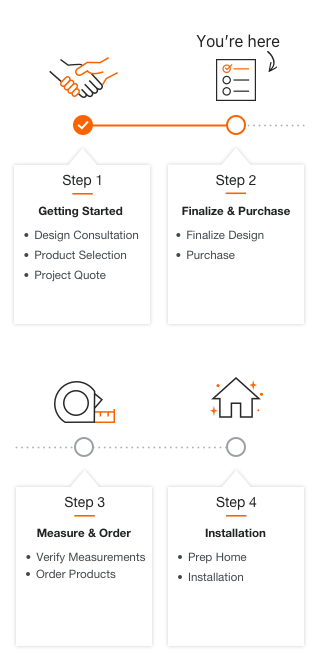 You're here
Step 1
Getting Started
• Design Consultation
• Product Selection
• Project Quote
Step 2
Finalize & Purchase
• Finalize Design
• Purchase
Step 3
Measure & Order
• Verify Measurements
• Order Products
Step 4
Installation
• Prep Home
• Installation